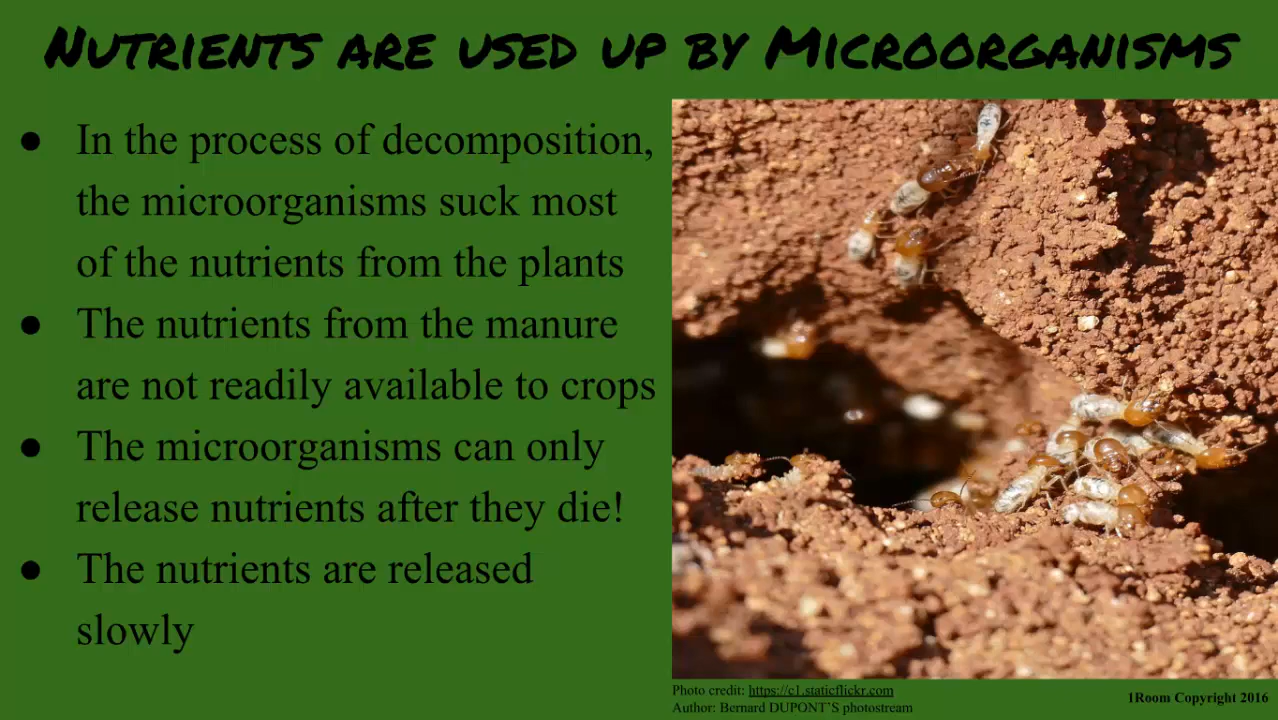 NUTRIENTS ARE USED UP BY MICROORGANISMS
● In the process of decomposition,
the microorganisms suck most
of the nutrients from the plants
● The nutrients from the manure
are not readily available to crops
● The microorganisms can only
release nutrients after they die!
● The nutrients are released
slowly
Photo credit: https://c1.staticflickr.com
Author: Bernard DUPONT'S photostream
1Room Copyright 2016